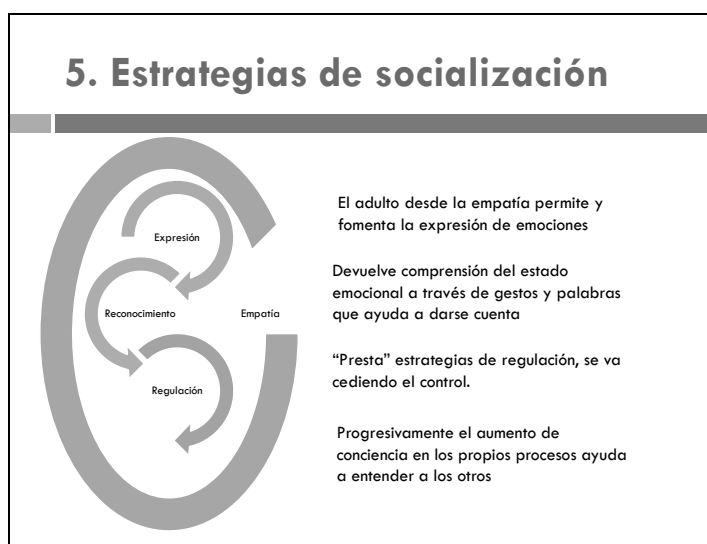 5. Estrategias de socialización
Expresión
Reconocimiento
Empatía
Regulación
El adulto desde la empatía permite y
fomenta la expresión de emociones
Devuelve comprensión del estado
emocional a través de gestos y palabras
que ayuda a darse cuenta
“Presta” estrategias de regulación, se va
cediendo el control.
Progresivamente el aumento de
conciencia en los propios procesos ayuda
a entender a los otros